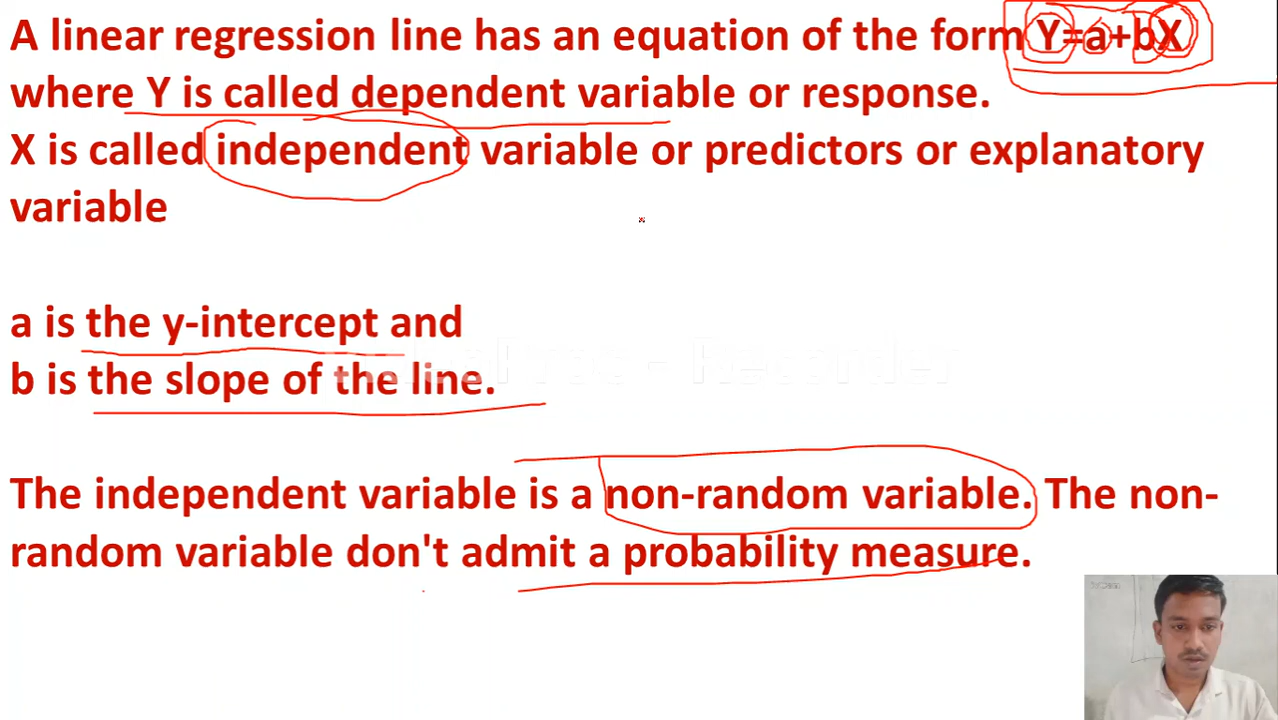 A linear regression line has an equation of the form Y=a+bX
where Y is called dependent variable or response.
X is called independent variable or predictors or explanatory
variable
a is the y-intercept and
b is the slope of the line.
The independent variable is a non-random variable. The non-
random variable don't admit a probability measure.